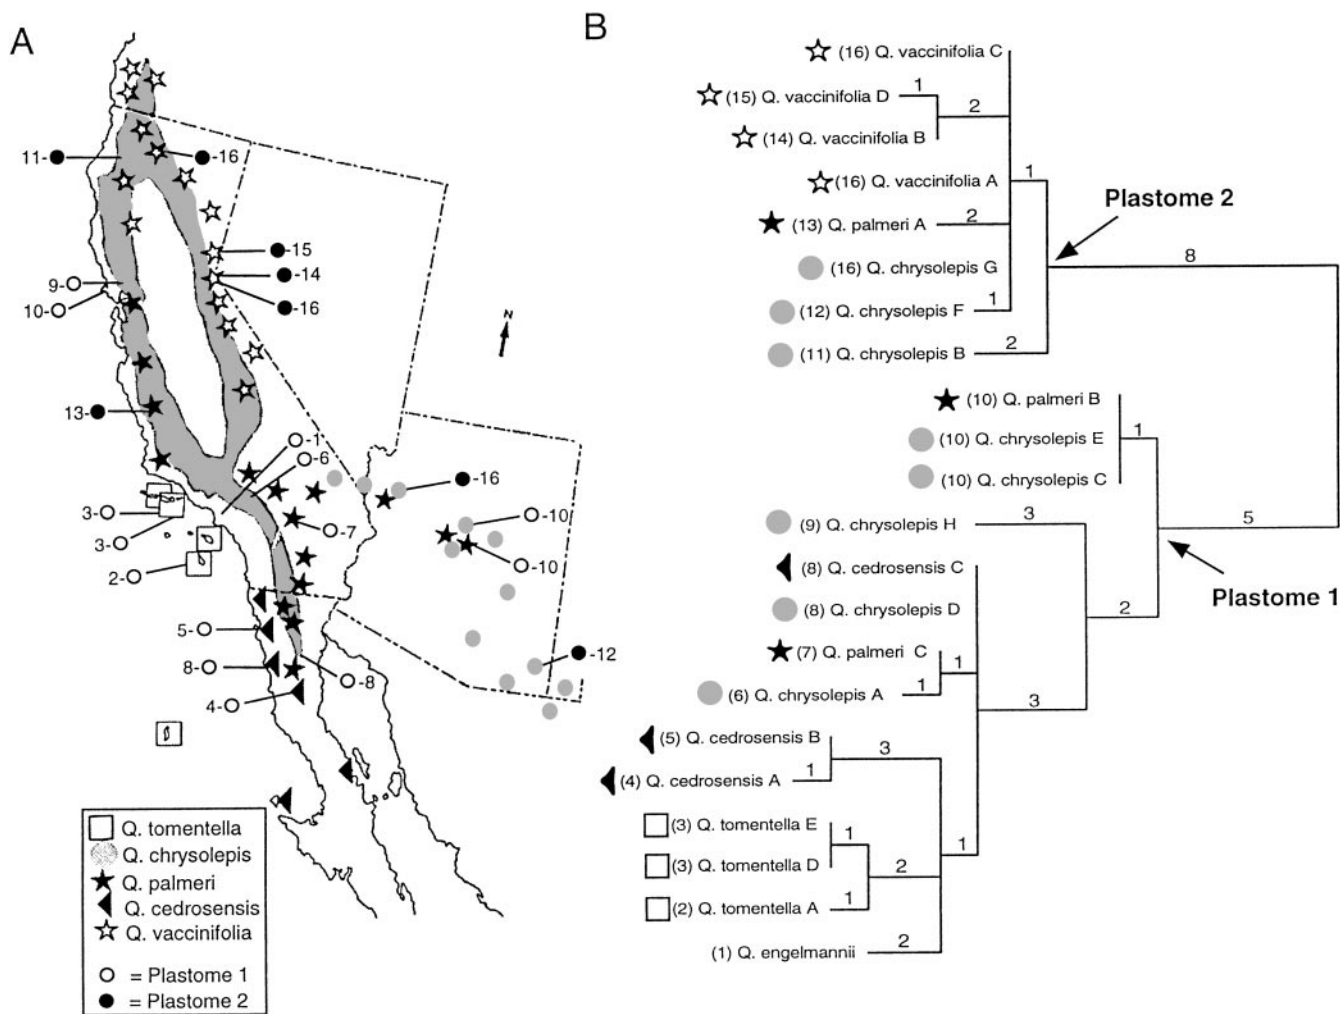 A
11-
-16
-15
-14
-16
9-
10-
N
13-
-1
-6
-16
3-
-10
-7
3-
-10
2-
5-
8-
-12
-8
4-
Q. tomentella
Q. chrysolepis
Q. palmeri
Q. cedrosensis
Q. vaccinifolia
= Plastome 1
= Plastome 2
B
(16) Q. vaccinifolia C
(15) Q. vaccinifolia D
1
2
(14) Q. vaccinifolia B
(16) Q. vaccinifolia A
1
Plastome 2
(13) Q. palmeri A
2
8
(16) Q. chrysolepis G
(12) Q. chrysolepis F
1
(11) Q. chrysolepis B
2
(10) Q. palmeri B
1
(10) Q. chrysolepis E
(10) Q. chrysolepis C
(9) Q. chrysolepis H
3
5
(8) Q. cedrosensis C
Plastome 1
(8) Q. chrysolepis D
2
(7) Q. palmeri C
1
(6) Q. chrysolepis A
1
3
(5) Q. cedrosensis B
3
(4) Q. cedrosensis A
1
(3) Q. tomentella E
1
1
(3) Q. tomentella D
2
(2) Q. tomentella A
1
(1) Q. engelmannii
2